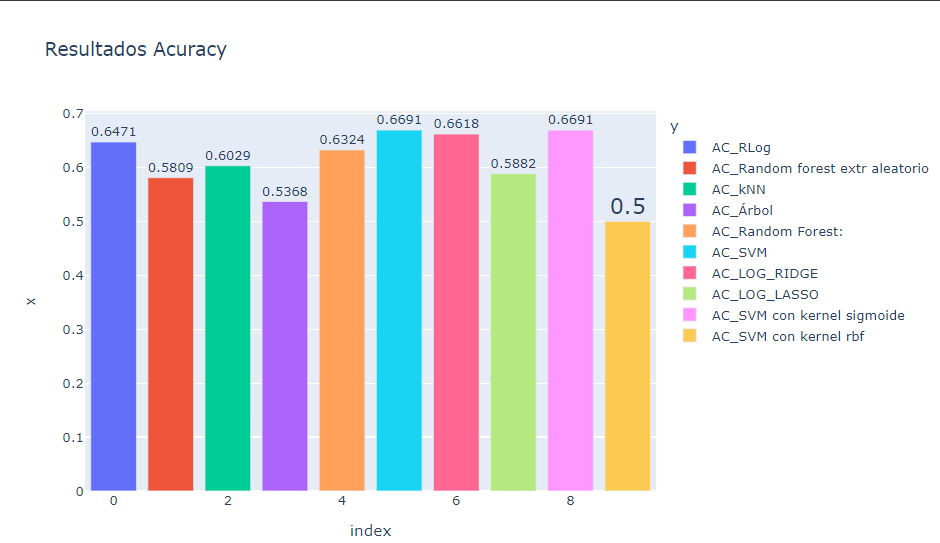 Resultados Acuracy
0.7
0.6
0.5
0.4
0.3
0.2
0.1
0
x
0.6471
0.5809
0.6029
0.5368
0.6324
0.6691
0.6618
0.5882
0.6691
0.5
0
2
4
6
8
index
y
AC_RLog
AC_Random forest extr aleatorio
AC_kNN
AC_Árbol
AC_Random Forest:
AC_SVM
AC_LOG_RIDGE
AC_LOG_LASSO
AC_SVM con kernel sigmoide
AC_SVM con kernel rbf